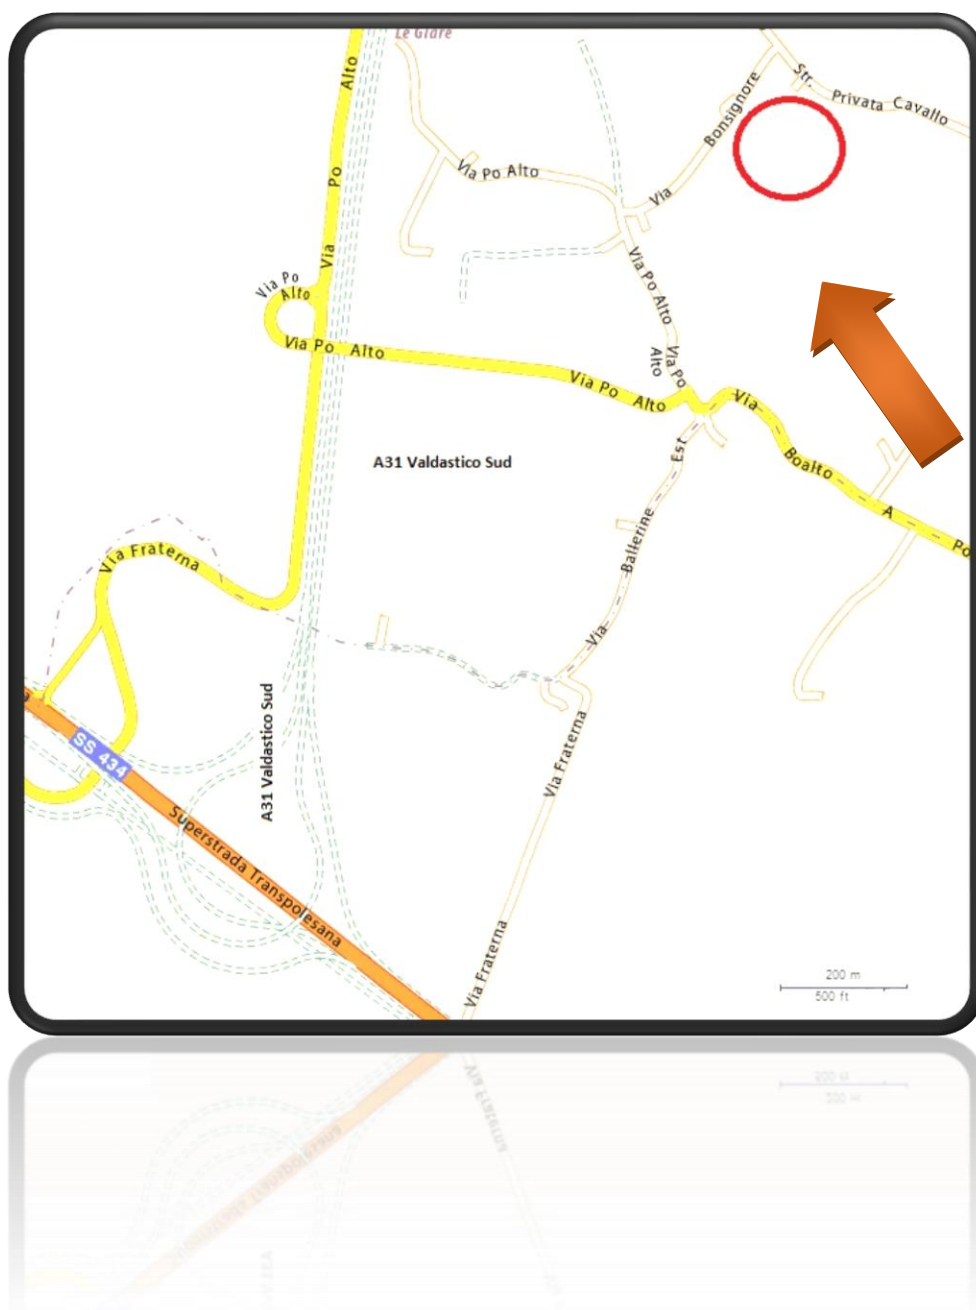 Le Giare
Via Po Alto
Str. Privata Cavallo
Via Bonsignore
Via Po Alto
Via Po Alto
Via Po Alto
Via Po Alto
Via Po Alto
Via Po Alto
Via Boalto A Po
A31 Valdastico Sud
Via Ballerine Est
Via Fraterna
A31 Valdastico Sud
SS 434
Superstrada Transpolesana
Via Fraterna
Via Fraterna
200 m
500 ft